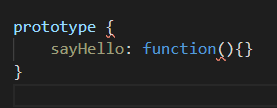 prototype {
sayHello: function(){}
}